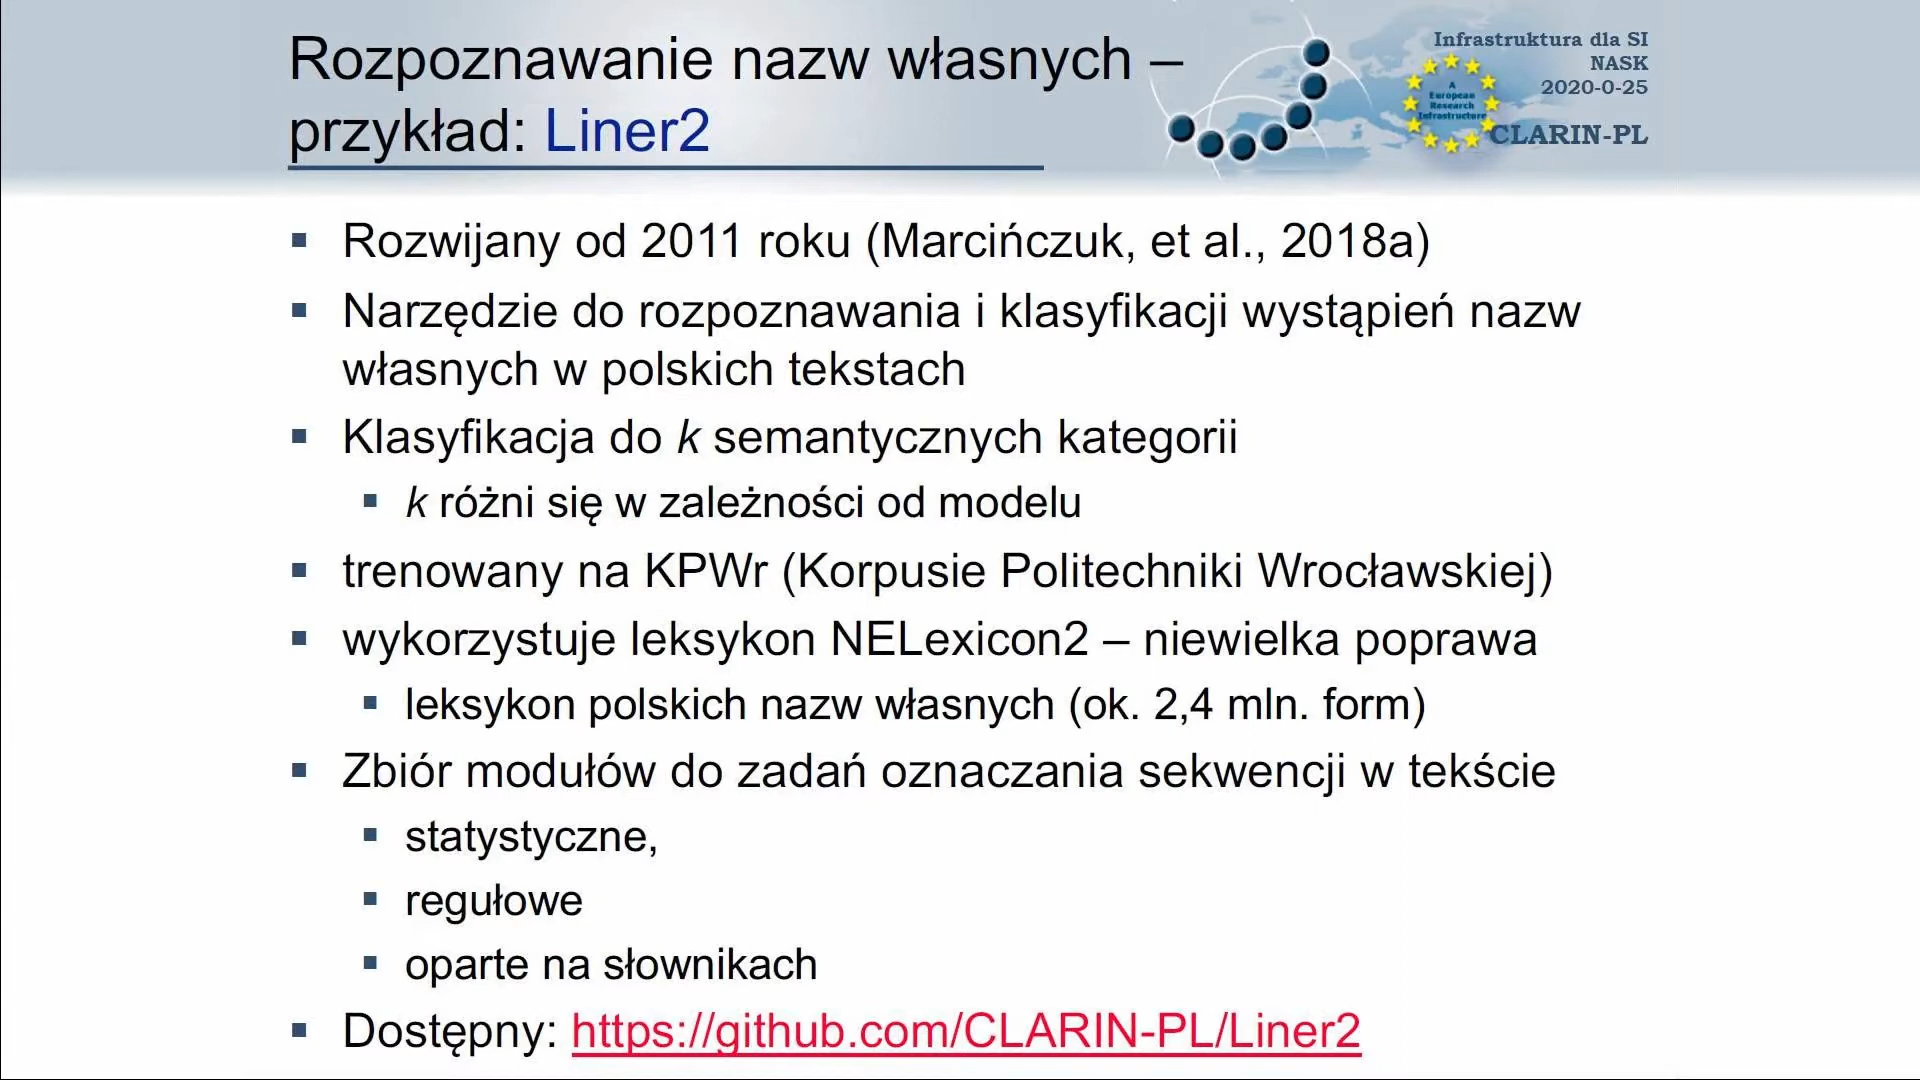 Rozpoznawanie nazw własnych –
przykład: Liner2
Infrastruktura dla SI
NASK
2020-0-25
A
European
Research
Infrastructure
CLARIN-PL
▪ Rozwijany od 2011 roku (Marcińczuk, et al., 2018a)
▪ Narzędzie do rozpoznawania i klasyfikacji wystąpień nazw
własnych w polskich tekstach
▪ Klasyfikacja do k semantycznych kategorii
▪ k różni się w zależności od modelu
▪ trenowany na KPWr (Korpusie Politechniki Wrocławskiej)
▪ wykorzystuje leksykon NELexicon2 – niewielka poprawa
▪ leksykon polskich nazw własnych (ok. 2,4 mln. form)
▪ Zbiór modułów do zadań oznaczania sekwencji w tekście
▪ statystyczne,
▪ regułowe
▪ oparte na słownikach
▪ Dostępny: https://github.com/CLARIN-PL/Liner2